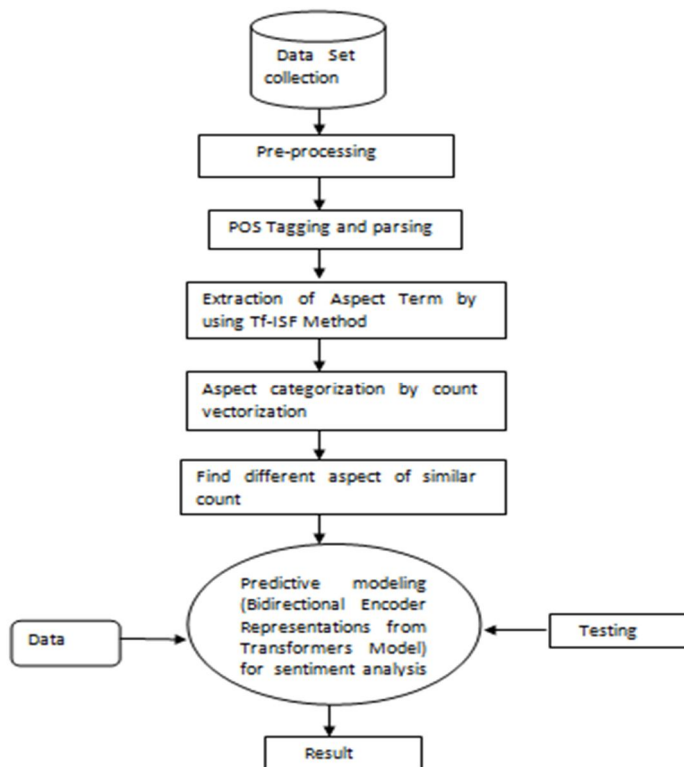 Data Set
collection
Pre-processing
POS Tagging and parsing
Extraction of Aspect Term by
using Tf-ISF Method
Aspect categorization by count
vectorization
Find different aspect of similar
count
Predictive modeling
(Bidirectional Encoder
Representations from
Transformers Model)
for sentiment analysis
Data
Testing
Result